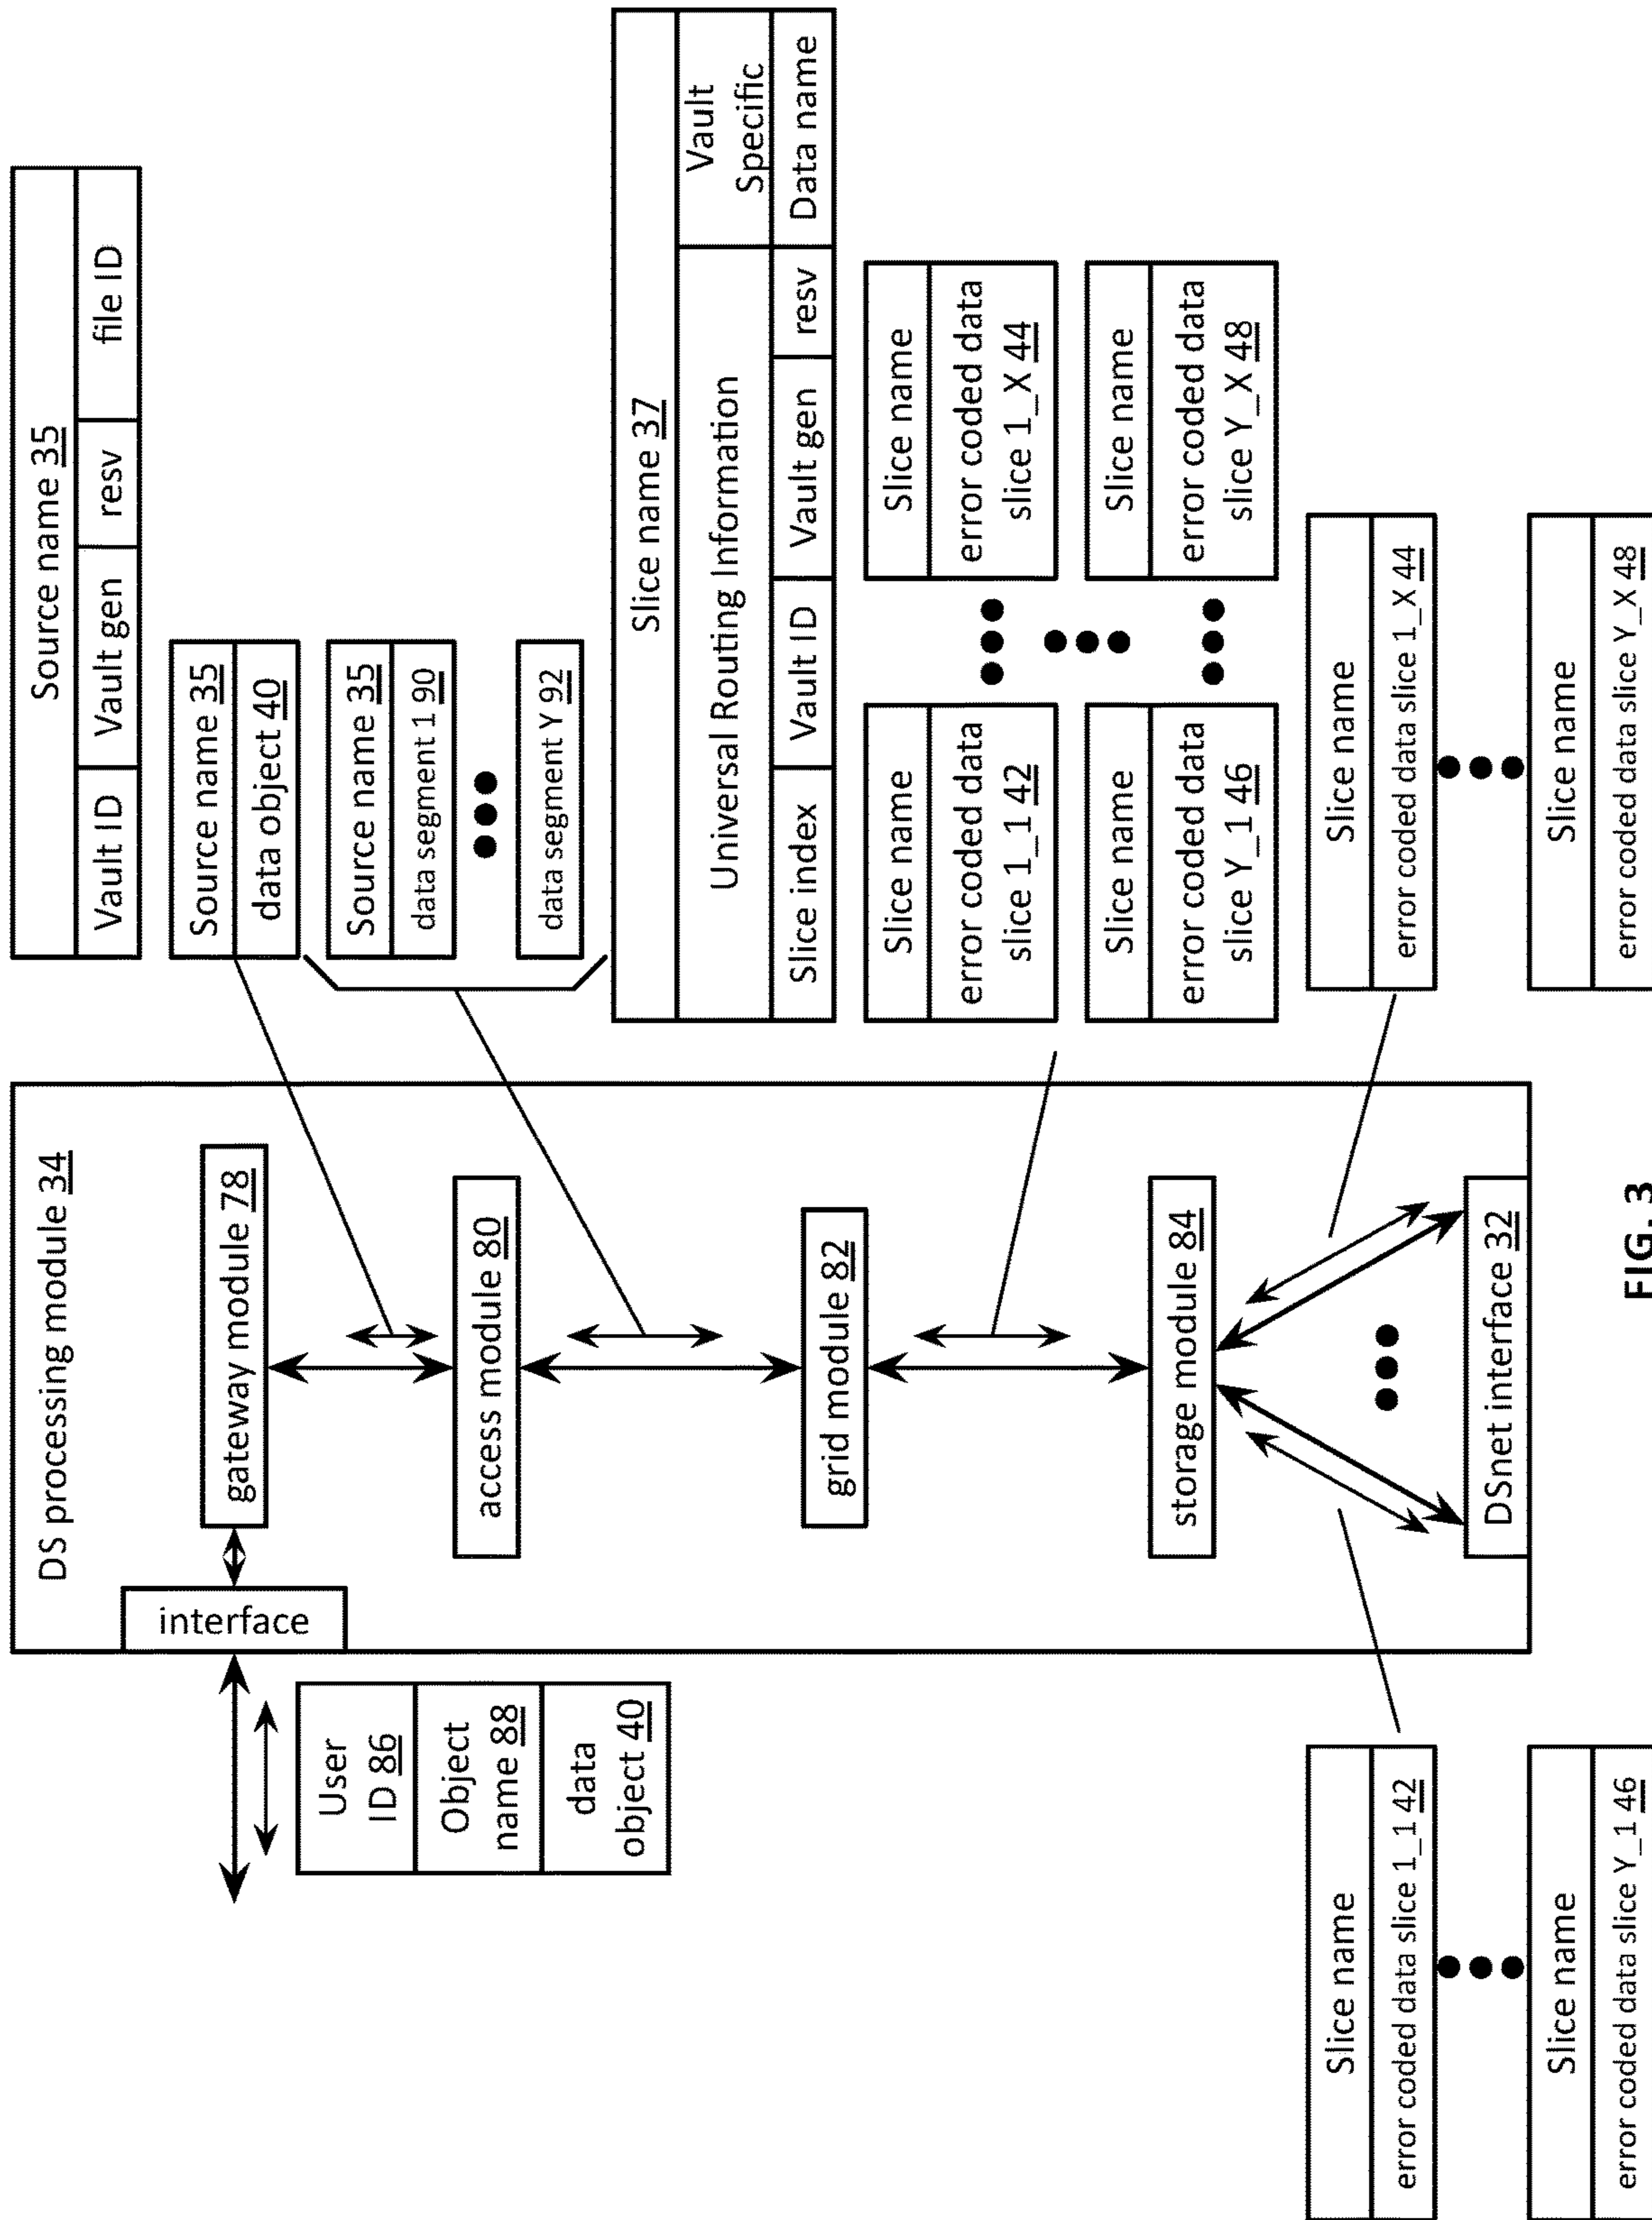 DS processing module 34
interface
gateway module 78
access module 80
grid module 82
storage module 84
DSnet interface 32
User
ID 86
Object
name 88
data
object 40
Source name 35
Vault ID
Vault gen
resv
file ID
Source name 35
data object 40
Source name 35
data segment 1 90
data segment Y 92
Slice name 37
Universal Routing Information
Vault
Specific
Slice index
Vault ID
Vault gen
resv
Data name
Slice name
error coded data
slice 1_1 42
Slice name
error coded data
slice 1_X 44
Slice name
error coded data
slice Y_1 46
Slice name
error coded data
slice Y_X 48
Slice name
error coded data slice 1_1 42
Slice name
error coded data slice Y_1 46
Slice name
error coded data slice 1_X 44
Slice name
error coded data slice Y_X 48
FIG. 3